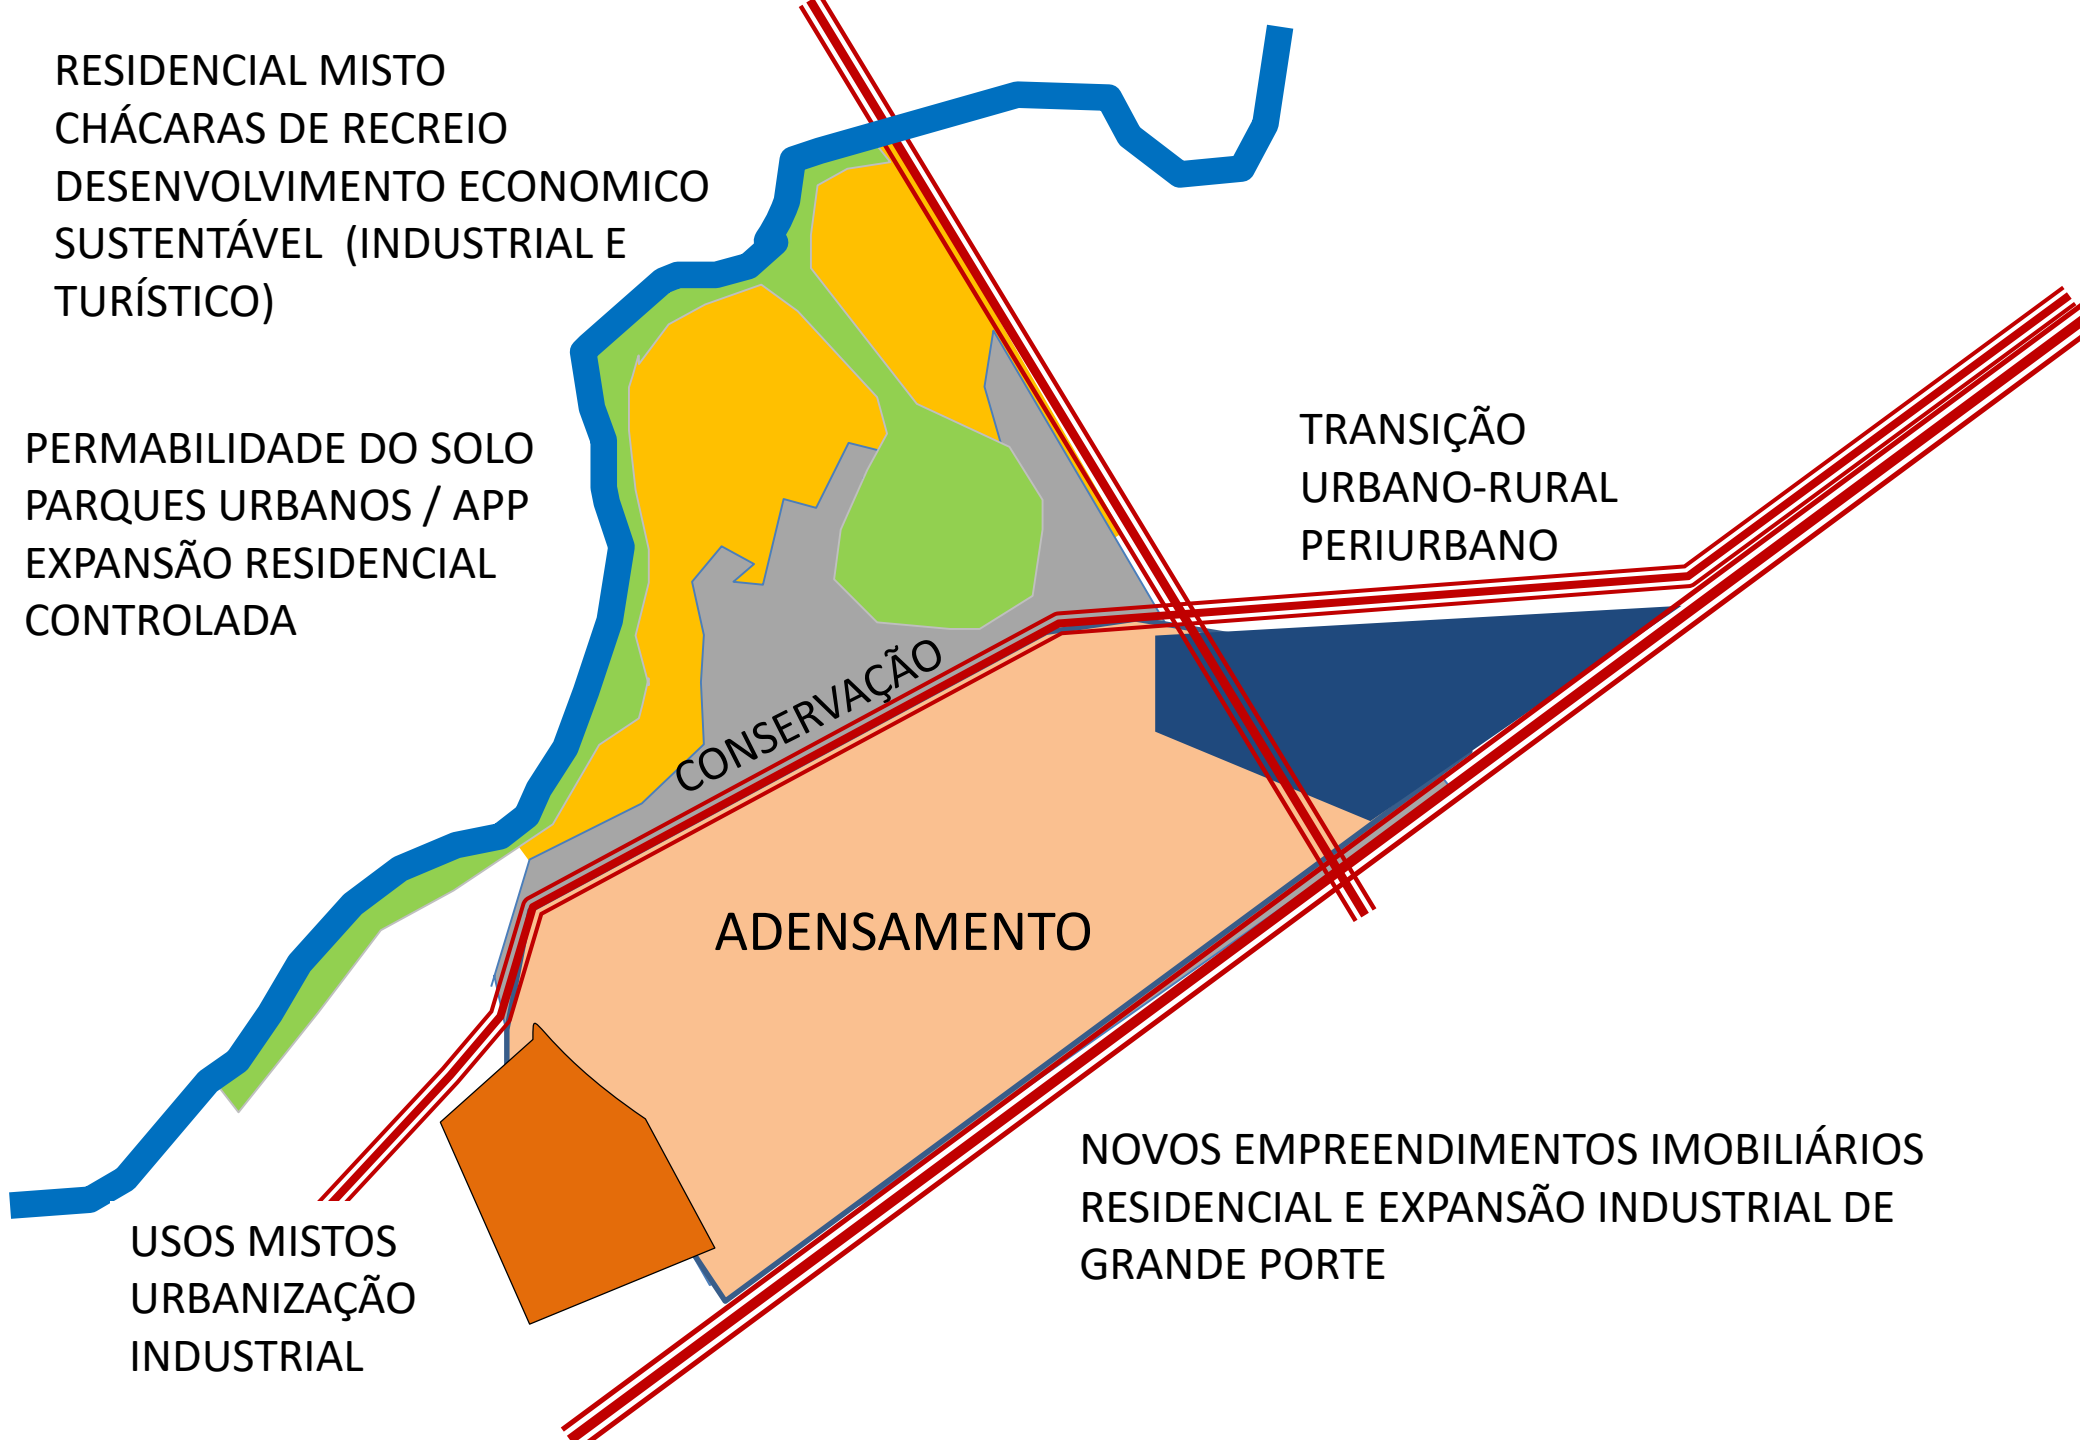 RESIDENCIAL MISTO
CHÁCARAS DE RECREIO
DESENVOLVIMENTO ECONOMICO
SUSTENTÁVEL  (INDUSTRIAL E
TURÍSTICO)
PERMABILIDADE DO SOLO
PARQUES URBANOS / APP
EXPANSÃO RESIDENCIAL
CONTROLADA
TRANSIÇÃO
URBANO-RURAL
PERIURBANO
CONSERVAÇÃO
ADENSAMENTO
NOVOS EMPREENDIMENTOS IMOBILIÁRIOS
RESIDENCIAL E EXPANSÃO INDUSTRIAL DE
GRANDE PORTE
USOS MISTOS
URBANIZAÇÃO
INDUSTRIAL